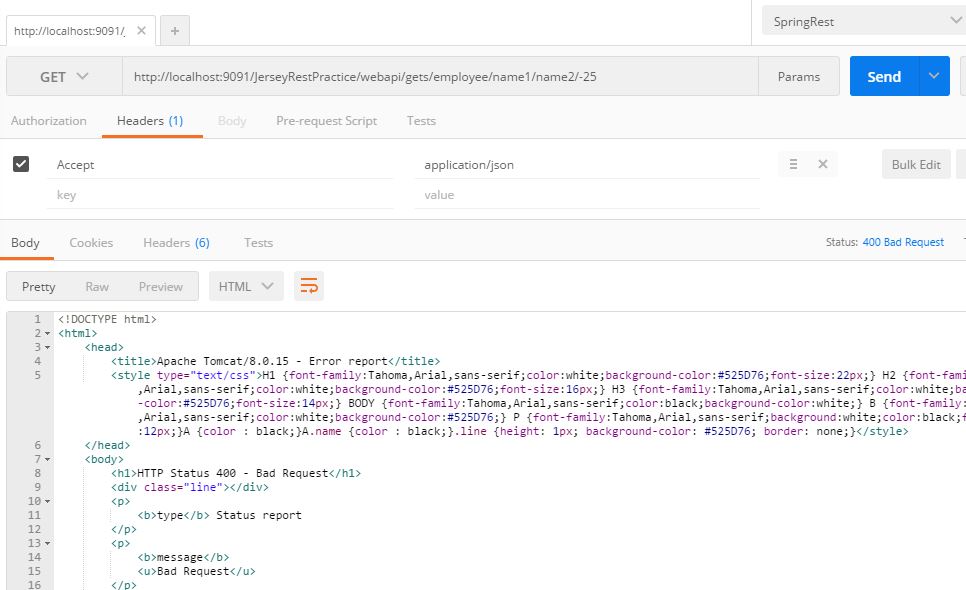 http://localhost:9091/
SpringRest
GET http://localhost:9091/JerseyRestPractice/webapi/gets/employee/name1/name2/-25 Params Send
Authorization Headers (1) Body Pre-request Script Tests
Accept application/json Bulk Edit
key value
Body Cookies Headers (6) Tests Status: 400 Bad Request
Pretty Raw Preview HTML
1 <!DOCTYPE html>
2 <html>
3 <head>
4 <title>Apache Tomcat/8.0.15 - Error report</title>
5 <style type="text/css">H1 {font-family:Tahoma,Arial,sans-serif;color:white;background-color:#525D76;font-size:22px;} H2 {font-fami
,Arial,sans-serif;color:white;background-color:#525D76;font-size:16px;} H3 {font-family:Tahoma,Arial,sans-serif;color:white;ba
-color:#525D76;font-size:14px;} BODY {font-family:Tahoma,Arial,sans-serif;color:black;background-color:white;} B {font-family:
,Arial,sans-serif;color:white;background-color:#525D76;} P {font-family:Tahoma,Arial,sans-serif;background:white;color:black;f
:12px;}A {color : black;}A.name {color : black;}.line {height: 1px; background-color: #525D76; border: none;}</style>
6 </head>
7 <body>
8 <h1>HTTP Status 400 - Bad Request</h1>
9 <div class="line"></div>
10 <p>
11 <b>type</b> Status report
12 </p>
13 <p>
14 <b>message</b>
15 <u>Bad Request</u>
16 </p>